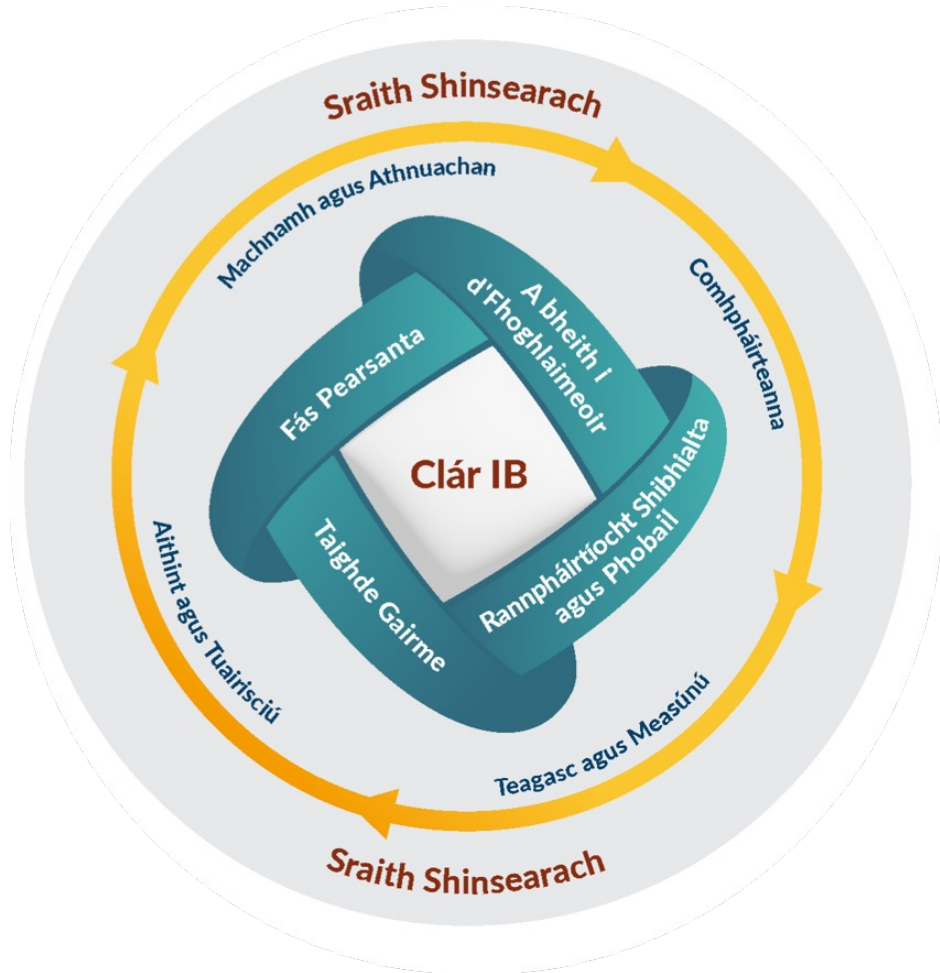 Sraith Shinsearach
Machnamh agus Athnuachan
Comhpháirteanna
A bheith i
d'Fhoghlaimeoir
Fás Pearsanta
Clár IB
Rannpháirtíocht Shibhialta
agus Phobail
Taighde Gairme
Aithint agus Tuairisciú
Teagasc agus Measúnú
Sraith Shinsearach